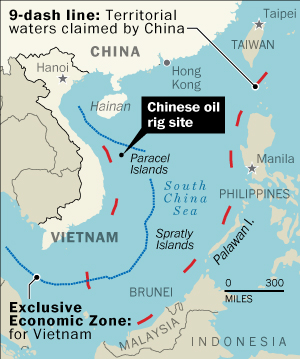 9-dash line: Territorial
waters claimed by China
Taipei
CHINA
TAIWAN
Hanoi
Hong
Kong
Hainan
Chinese oil
rig site
Paracel
Islands
Manila
South
China
Sea
PHILIPPINES
VIETNAM
Spratly
Islands
Palawan I.
0 300
MILES
Exclusive
Economic Zone:
for Vietnam
BRUNEI
MALAYSIA
INDONESIA